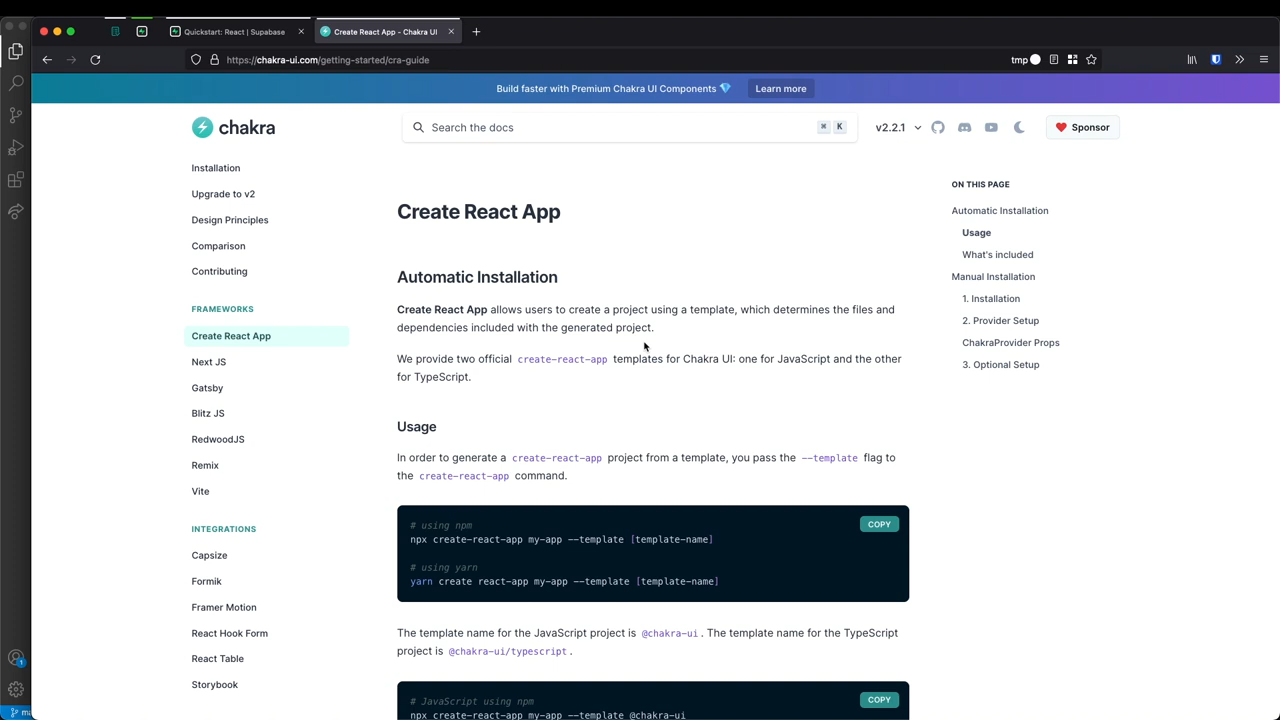 Quickstart: React | Supabase
Create React App - Chakra UI
https://chakra-ui.com/getting-started/cra-guide
tmp
Build faster with Premium Chakra UI Components 💎
Learn more
chakra
Search the docs
⌘ K
v2.2.1
Sponsor
Installation
Upgrade to v2
Design Principles
Comparison
Contributing
FRAMEWORKS
Create React App
Next JS
Gatsby
Blitz JS
RedwoodJS
Remix
Vite
INTEGRATIONS
Capsize
Formik
Framer Motion
React Hook Form
React Table
Storybook
Create React App
Automatic Installation
Create React App allows users to create a project using a template, which determines the files and
dependencies included with the generated project.
We provide two official create-react-app templates for Chakra UI: one for JavaScript and the other
for TypeScript.
Usage
In order to generate a create-react-app project from a template, you pass the --template flag to
the create-react-app command.
COPY
# using npm
npx create-react-app my-app --template [template-name]
# using yarn
yarn create react-app my-app --template [template-name]
The template name for the JavaScript project is @chakra-ui. The template name for the TypeScript
project is @chakra-ui/typescript.
COPY
# JavaScript using npm
npx create-react-app my-app --template @chakra-ui
ON THIS PAGE
Automatic Installation
Usage
What's included
Manual Installation
1. Installation
2. Provider Setup
ChakraProvider Props
3. Optional Setup
1